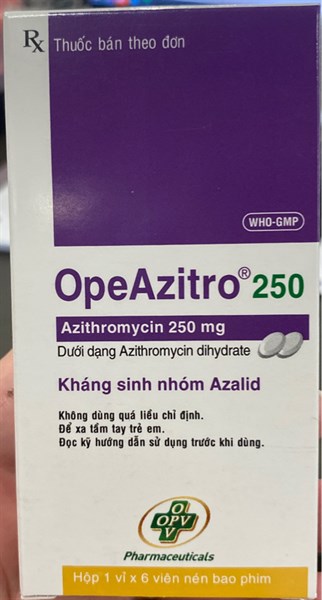 Rx Thuốc bán theo đơn
WHO-GMP
OpeAzitro® 250
Azithromycin 250 mg
Dưới dạng Azithromycin dihydrate
Kháng sinh nhóm Azalid
Không dùng quá liều chỉ định.
Để xa tầm tay trẻ em.
Đọc kỹ hướng dẫn sử dụng trước khi dùng.
O
OPV
V
Pharmaceuticals
Hộp 1 vỉ x 6 viên nén bao phim